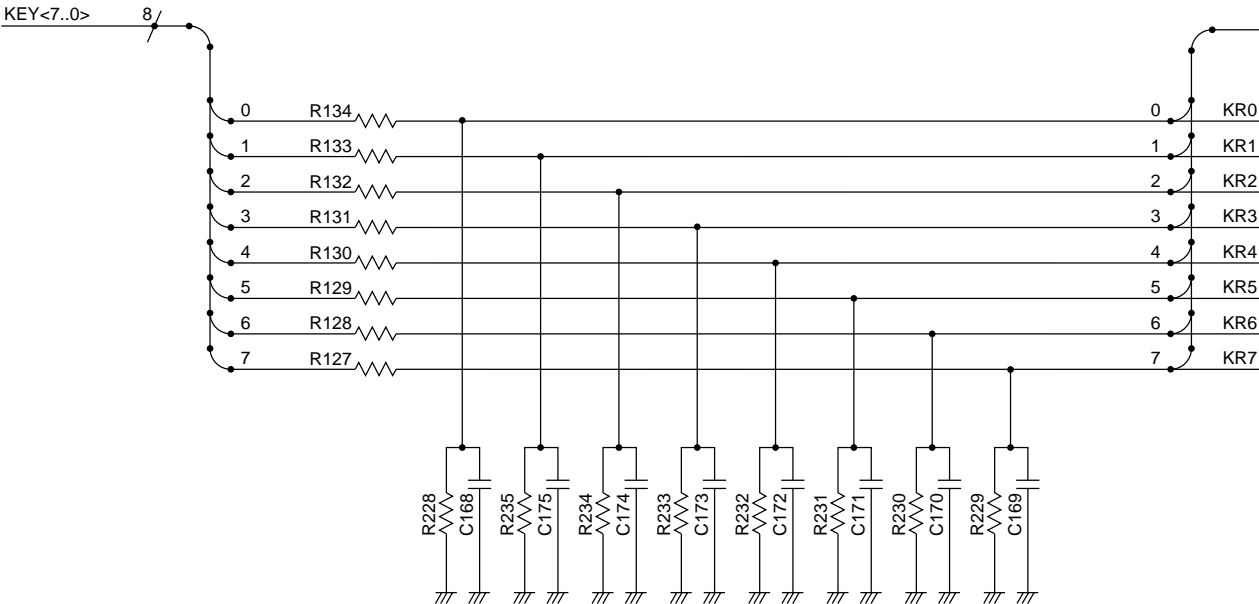 KEY<7..0> 8
0 R134 0 KR0
1 R133 1 KR1
2 R132 2 KR2
3 R131 3 KR3
4 R130 4 KR4
5 R129 5 KR5
6 R128 6 KR6
7 R127 7 KR7
R228 C168 R235 C175 R234 C174 R233 C173 R232 C172 R231 C171 R230 C170 R229 C169